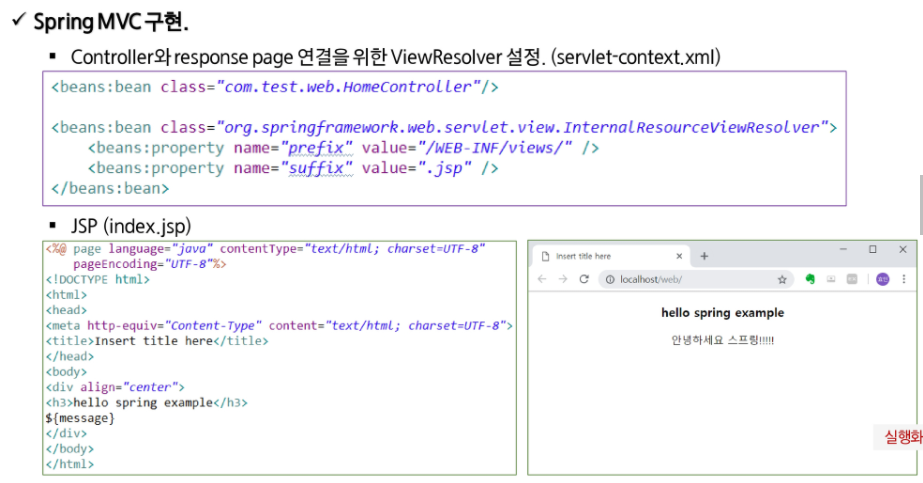 ✓ Spring MVC 구현.
▪ Controller와 response page 연결을 위한 ViewResolver 설정. (servlet-context.xml)
<beans:bean class="com.test.web.HomeController"/>
<beans:bean class="org.springframework.web.servlet.view.InternalResourceViewResolver">
<beans:property name="prefix" value="/WEB-INF/views/" />
<beans:property name="suffix" value=".jsp" />
</beans:bean>
▪ JSP (index.jsp)
<%@ page language="java" contentType="text/html; charset=UTF-8"
pageEncoding="UTF-8"%>
<!DOCTYPE html>
<html>
<head>
<meta http-equiv="Content-Type" content="text/html; charset=UTF-8">
<title>Insert title here</title>
</head>
<body>
<div align="center">
<h3>hello spring example</h3>
${message}
</div>
</body>
</html>
Insert title here
localhost/web/
hello spring example
안녕하세요 스프링!!!!!
실행화